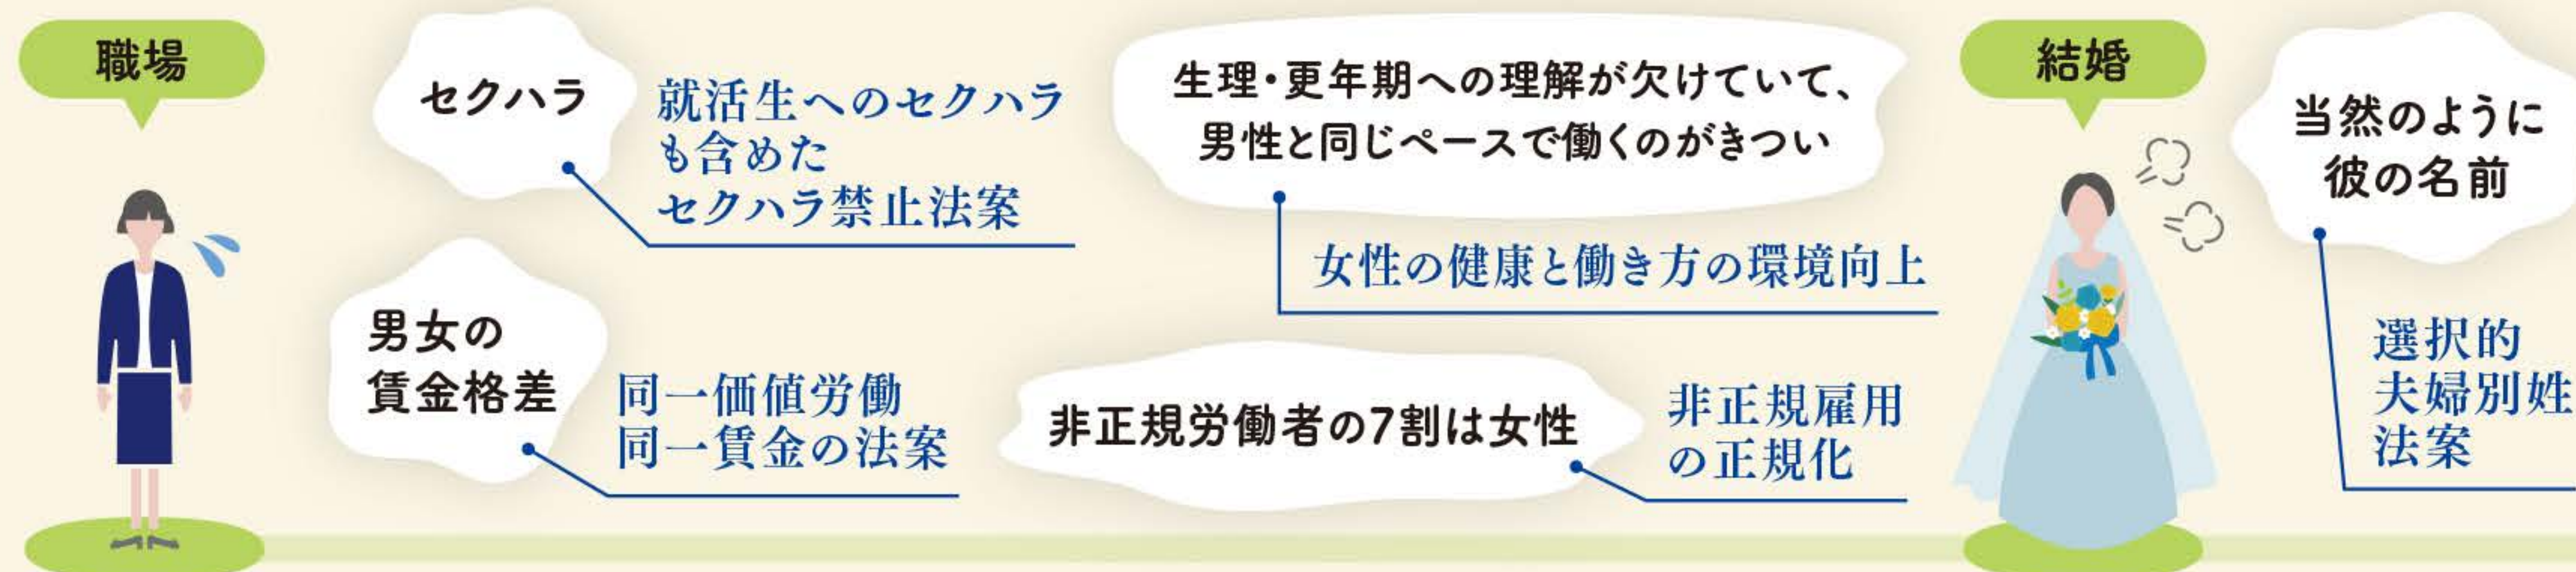 職場
セクハラ
就活生へのセクハラ
も含めた
セクハラ禁止法案
男女の
賃金格差
同一価値労働
同一賃金の法案
生理・更年期への理解が欠けていて、
男性と同じペースで働くのがきつい
女性の健康と働き方の環境向上
非正規労働者の7割は女性
非正規雇用
の正規化
結婚
当然のように
彼の名前
選択的
夫婦別姓
法案